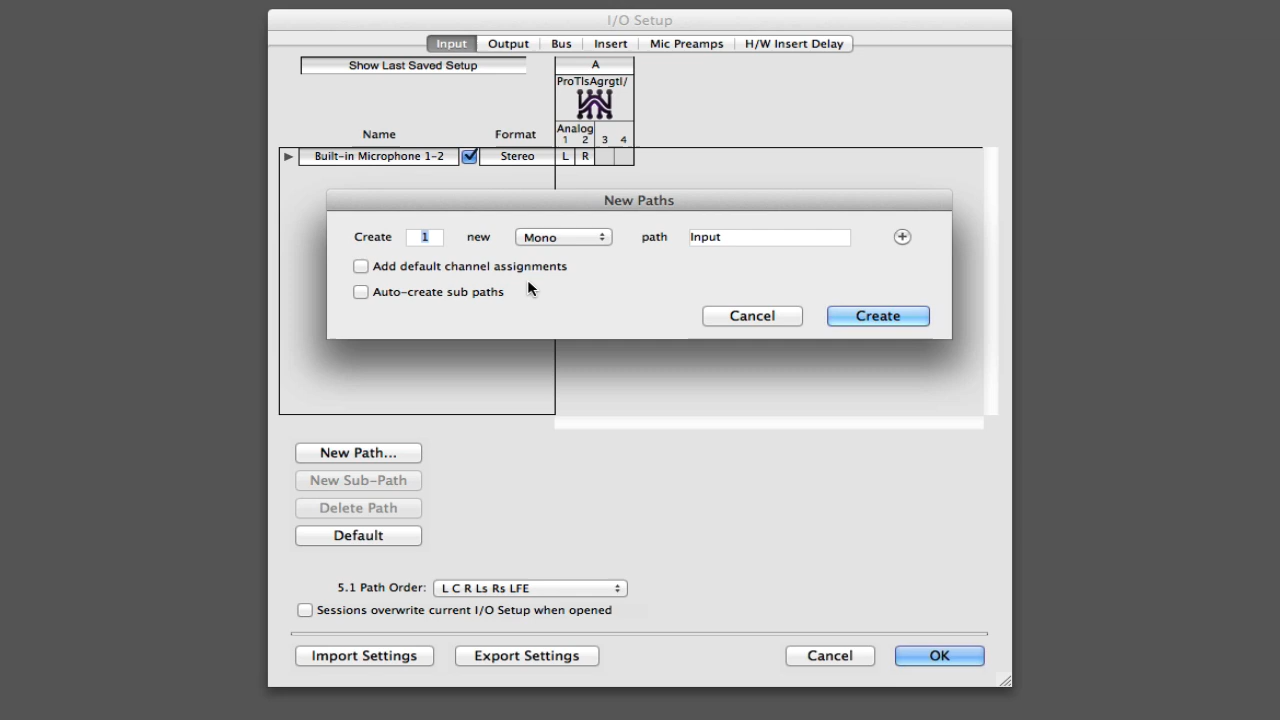 I/O Setup
Input Output Bus Insert Mic Preamps H/W Insert Delay
Show Last Saved Setup A
ProTlsAgrgtI/
Name Format Analog
1 2 3 4
Built-in Microphone 1-2 Stereo L R
New Paths
Create 1 new Mono path Input
Add default channel assignments
Auto-create sub paths
Cancel Create
New Path...
New Sub-Path
Delete Path
Default
5.1 Path Order: L C R Ls Rs LFE
Sessions overwrite current I/O Setup when opened
Import Settings Export Settings Cancel OK